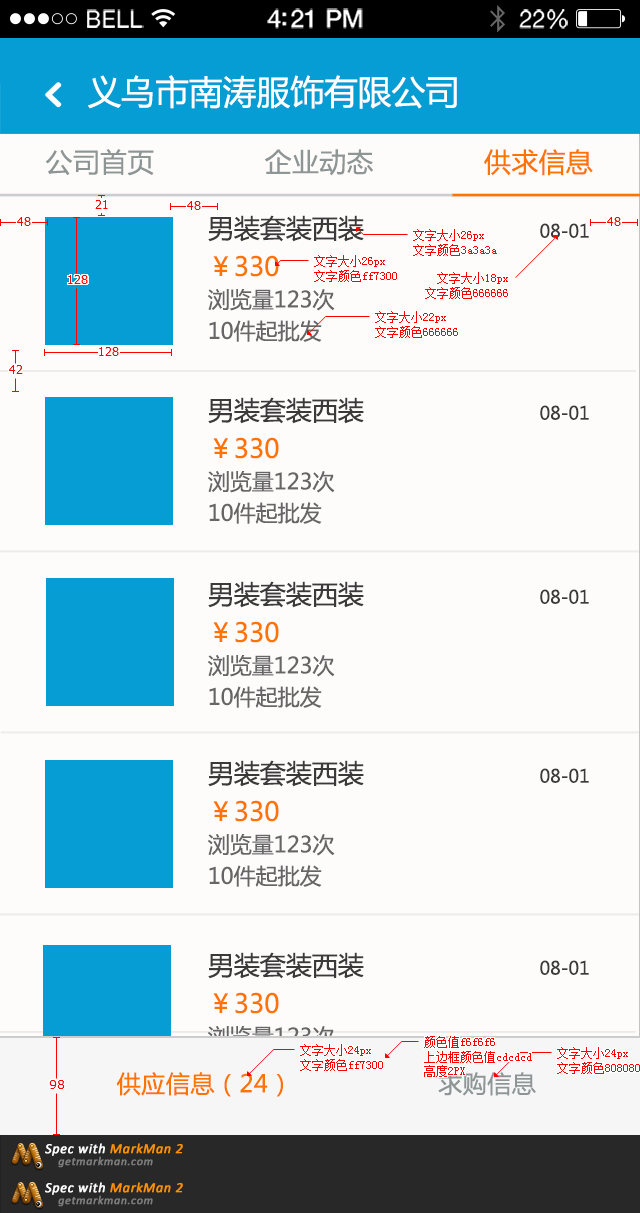 BELL 4:21 PM 22%
义乌市南涛服饰有限公司
公司首页 企业动态 供求信息
21 48
48 男装套装西装 08-01 48
文字大小26px
文字颜色3a3a3a
¥330
文字大小26px
文字颜色ff7300
文字大小18px
文字颜色666666
128
浏览量123次
10件起批发
文字大小22px
文字颜色666666
128
42
男装套装西装 08-01
¥330
浏览量123次
10件起批发
男装套装西装 08-01
¥330
浏览量123次
10件起批发
男装套装西装 08-01
¥330
浏览量123次
10件起批发
男装套装西装 08-01
¥330
浏览量123次
文字大小24px
文字颜色ff7300
颜色值f6f6f6
上边框颜色值cdcdcd
高度2PX
文字大小24px
文字颜色808080
98
供应信息（24） 求购信息
Spec with MarkMan 2
getmarkman.com
Spec with MarkMan 2
getmarkman.com